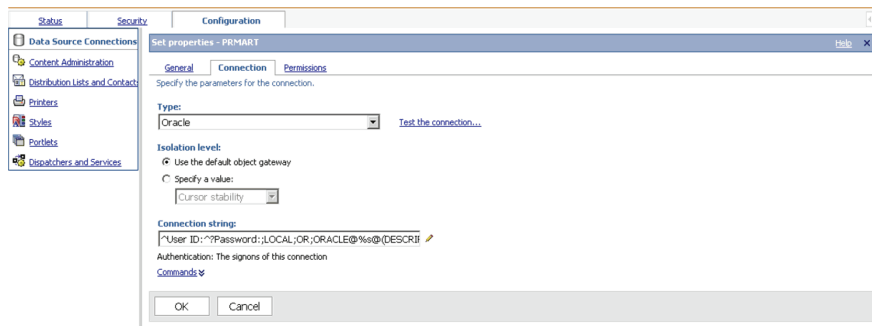 Status Security Configuration
Data Source Connections
Content Administration
Distribution Lists and Contacts
Printers
Styles
Portlets
Dispatchers and Services
Set properties - PRMART Help
General Connection Permissions
Specify the parameters for the connection.
Type:
Oracle Test the connection...
Isolation level:
Use the default object gateway
Specify a value:
Cursor stability
Connection string:
^User ID:^?Password:;LOCAL;OR;ORACLE@%s@(DESCRIP
Authentication: The signons of this connection
Commands
OK Cancel